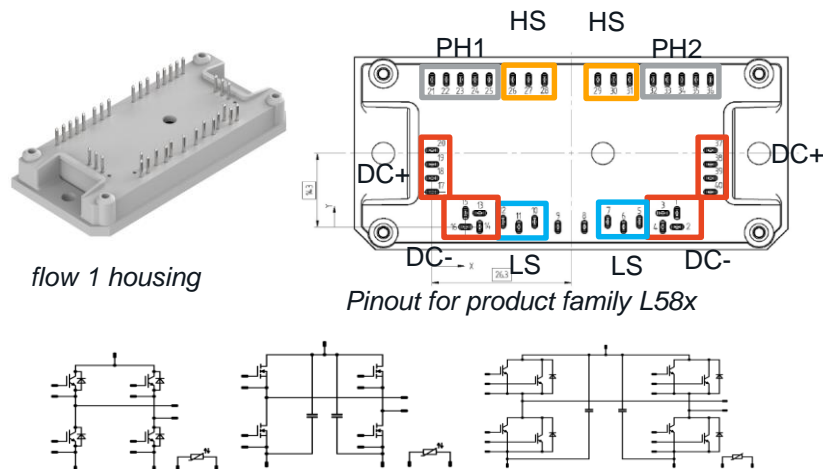 HS HS
PH1 PH2
21 22 23 24 25 26 27 28 29 30 31 32 33 34 35 36
20 37
19 38
DC+ 18 39 DC+
17 40
14.3
15 13 12 11 10 9 8 7 6 5 3 1
16 14 4 2
Y
DC- X LS LS DC-
26.3
flow 1 housing
Pinout for product family L58x